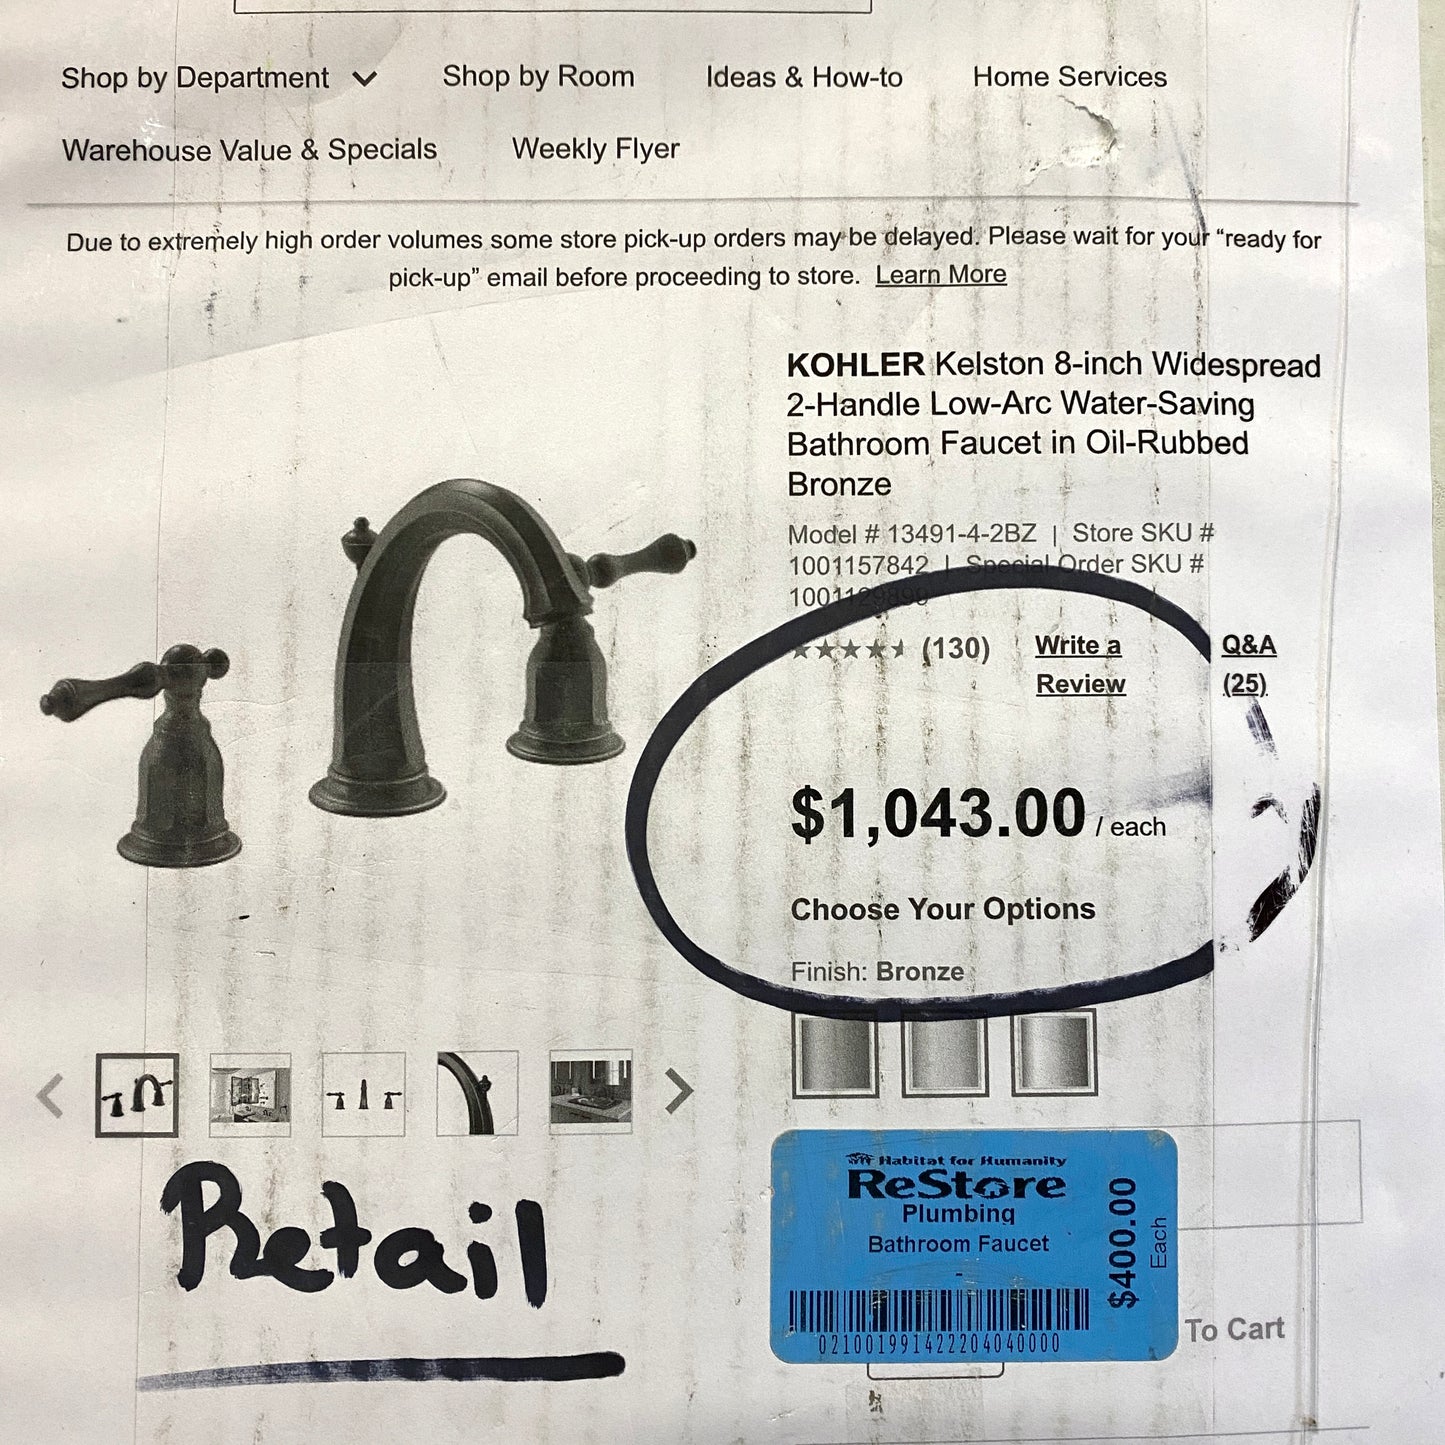 Shop by Department
Shop by Room
Ideas & How-to
Home Services
Warehouse Value & Specials
Weekly Flyer
Due to extremely high order volumes some store pick-up orders may be delayed. Please wait for your “ready for
pick-up” email before proceeding to store. Learn More
KOHLER Kelston 8-inch Widespread
2-Handle Low-Arc Water-Saving
Bathroom Faucet in Oil-Rubbed
Bronze
Model # 13491-4-2BZ | Store SKU #
1001157842 | Special Order SKU #
1001129899
(130)
Write a
Review
Q&A
(25)
$1,043.00 / each
Choose Your Options
Finish: Bronze
Retail
Habitat for Humanity
ReStore
Plumbing
Bathroom Faucet
-
$400.00
Each
021001991422204040000
To Cart